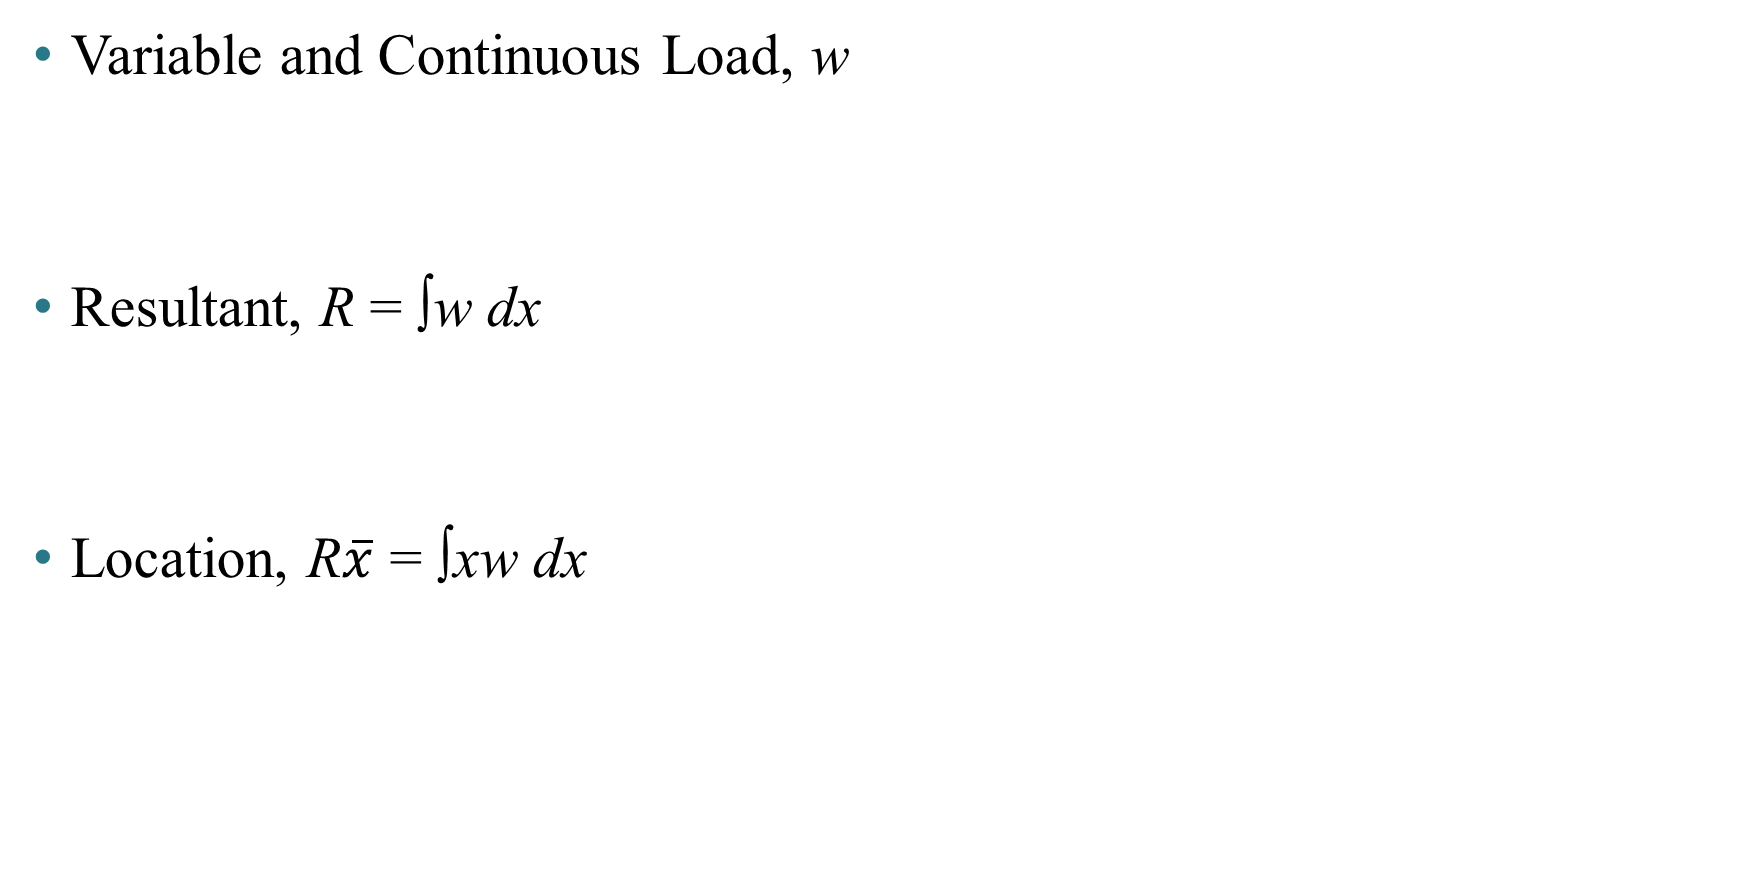 • Variable and Continuous Load, w
• Resultant, R = ∫w dx
• Location, Rx̄ = ∫xw dx